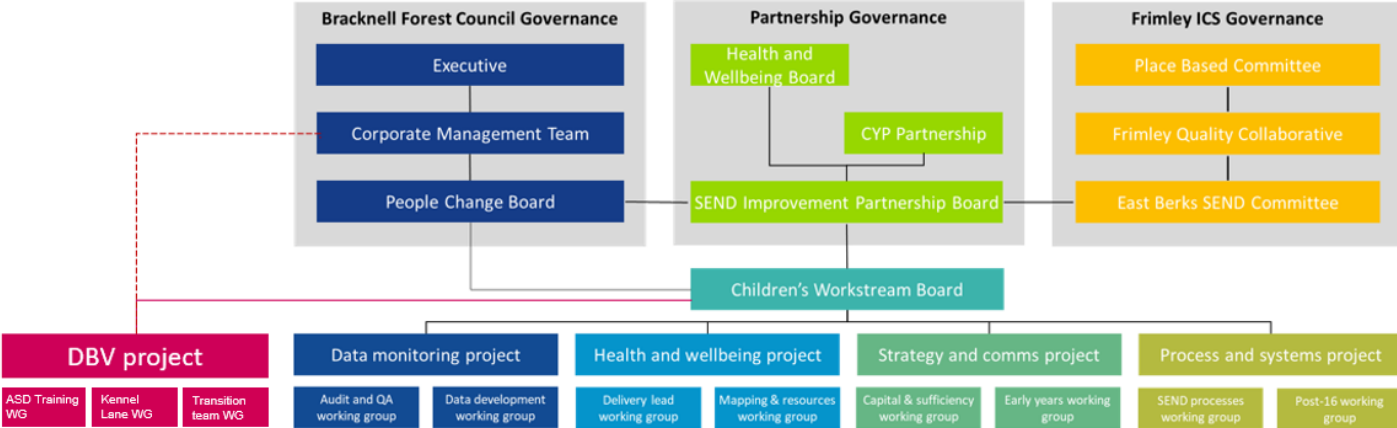 Bracknell Forest Council Governance
Executive
Corporate Management Team
People Change Board
Partnership Governance
Health and
Wellbeing Board
CYP Partnership
SEND Improvement Partnership Board
Frimley ICS Governance
Place Based Committee
Frimley Quality Collaborative
East Berks SEND Committee
Children's Workstream Board
DBV project
ASD Training
WG
Kennel
Lane WG
Transition
team WG
Data monitoring project
Audit and QA
working group
Data development
working group
Health and wellbeing project
Delivery lead
working group
Mapping & resources
working group
Strategy and comms project
Capital & sufficiency
working group
Early years working
group
Process and systems project
SEND processes
working group
Post-16 working
group